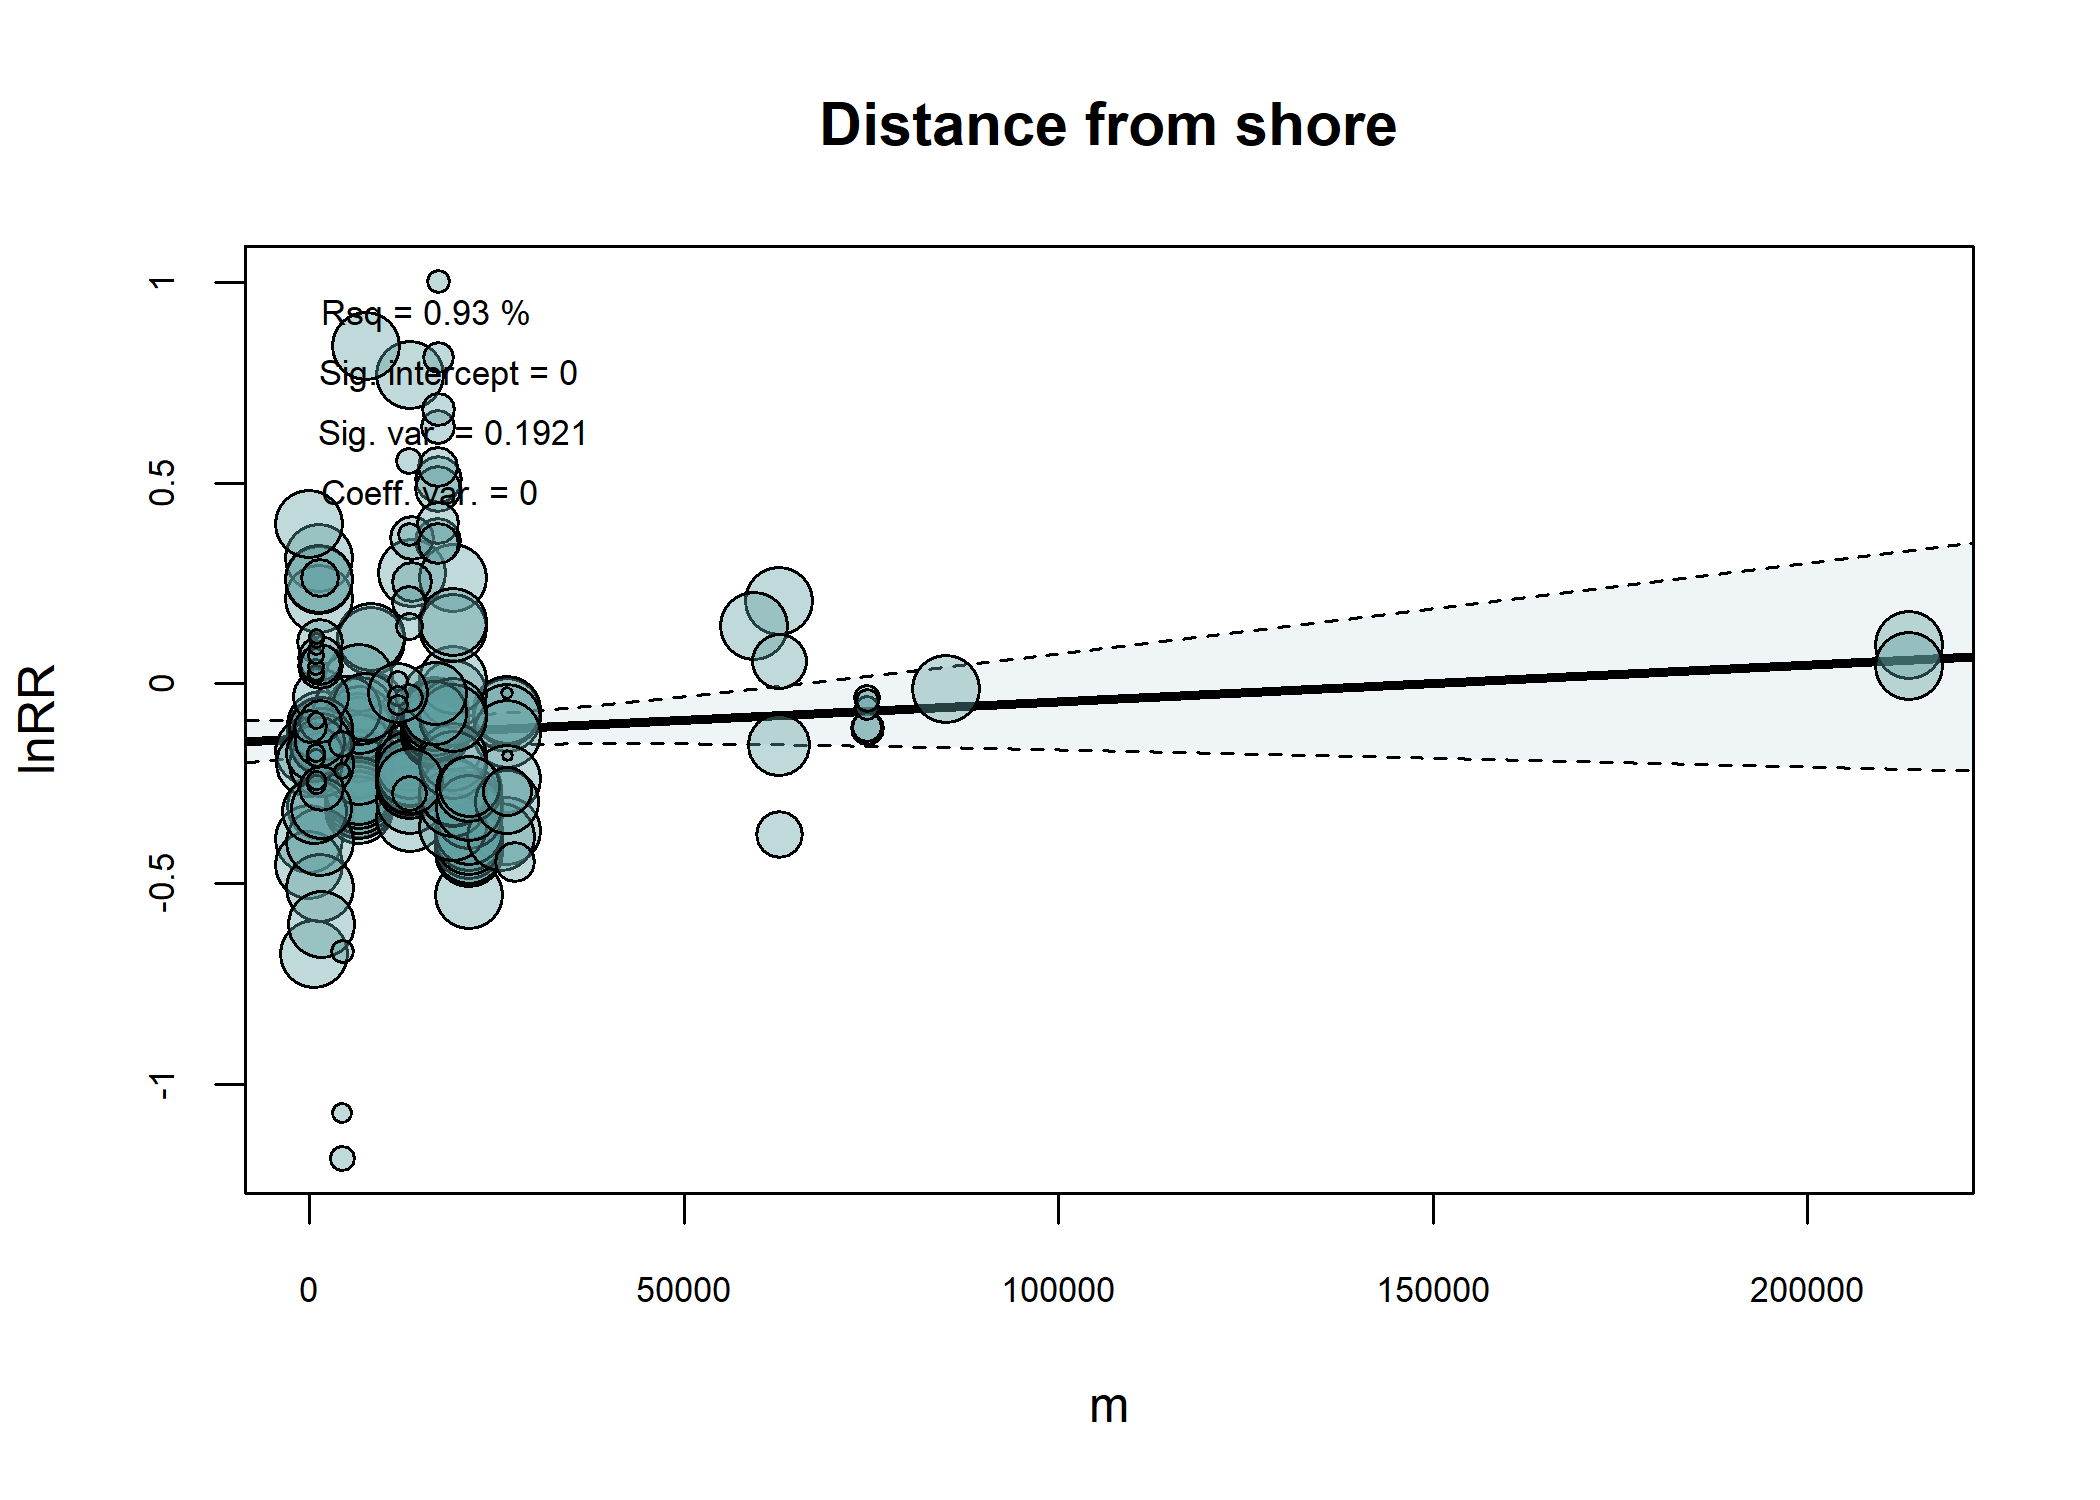 Distance from shore
Rsq = 0.93 %
Sig. intercept = 0
Sig. var. = 0.1921
Coeff. var. = 0
lnRR
1
0.5
0
-0.5
-1
0 50000 100000 150000 200000
m